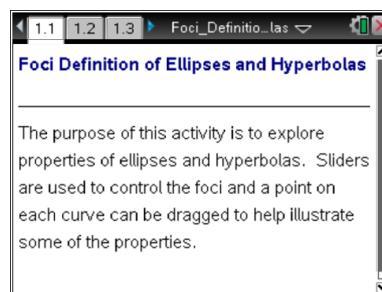 1.1 1.2 1.3 Foci_Definitio...las
Foci Definition of Ellipses and Hyperbolas
The purpose of this activity is to explore
properties of ellipses and hyperbolas. Sliders
are used to control the foci and a point on
each curve can be dragged to help illustrate
some of the properties.